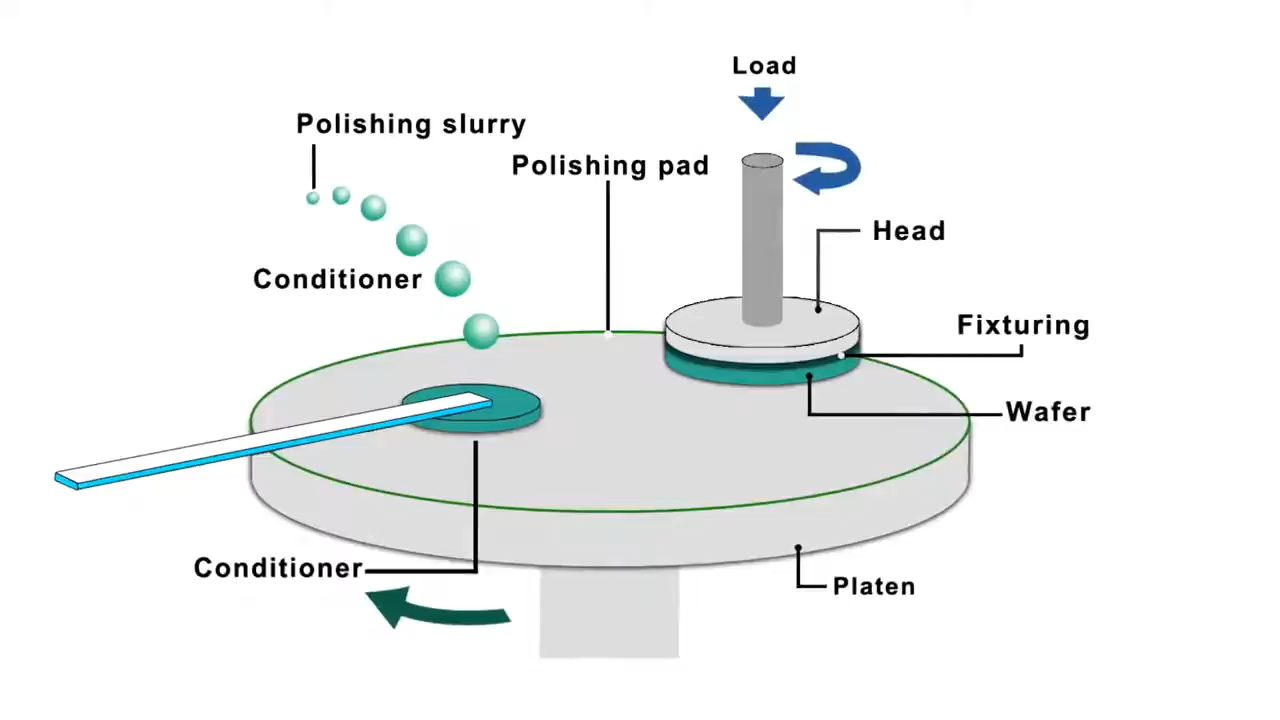 Load
Polishing slurry
Polishing pad
Head
Conditioner
Fixturing
Wafer
Conditioner
Platen